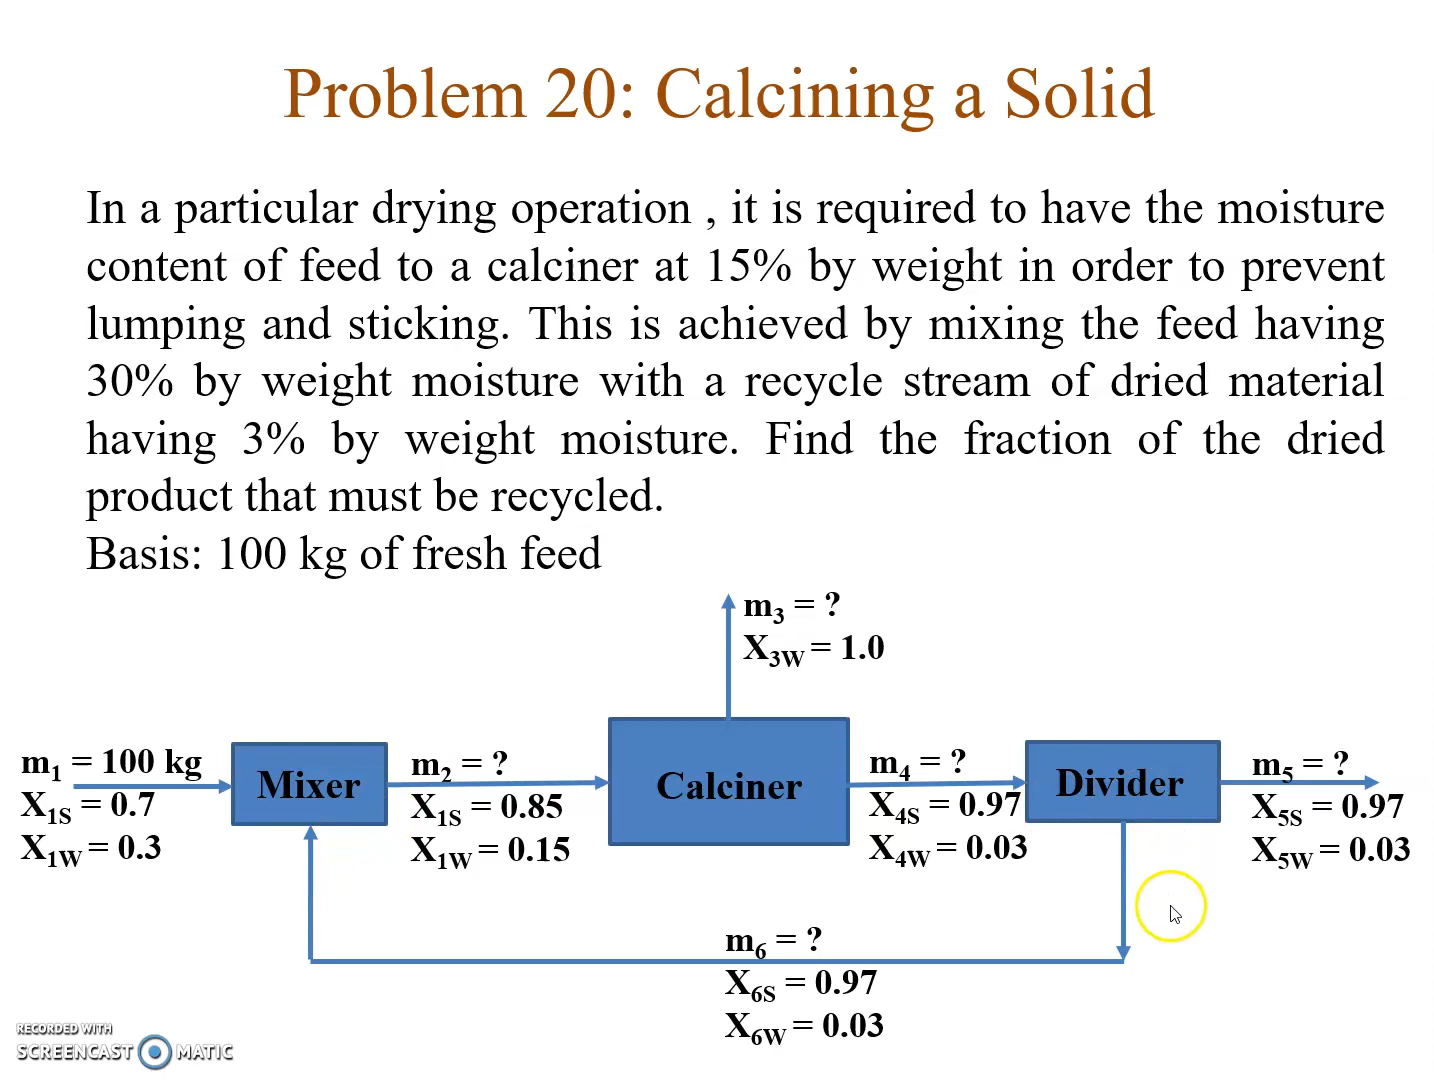 Problem 20: Calcining a Solid
In a particular drying operation , it is required to have the moisture
content of feed to a calciner at 15% by weight in order to prevent
lumping and sticking. This is achieved by mixing the feed having
30% by weight moisture with a recycle stream of dried material
having 3% by weight moisture. Find the fraction of the dried
product that must be recycled.
Basis: 100 kg of fresh feed
m3 = ?
X3W = 1.0
m1 = 100 kg
X1S = 0.7
X1W = 0.3
Mixer
m2 = ?
X1S = 0.85
X1W = 0.15
Calciner
m4 = ?
X4S = 0.97
X4W = 0.03
Divider
m5 = ?
X5S = 0.97
X5W = 0.03
m6 = ?
X6S = 0.97
X6W = 0.03
RECORDED WITH
SCREENCAST MATIC